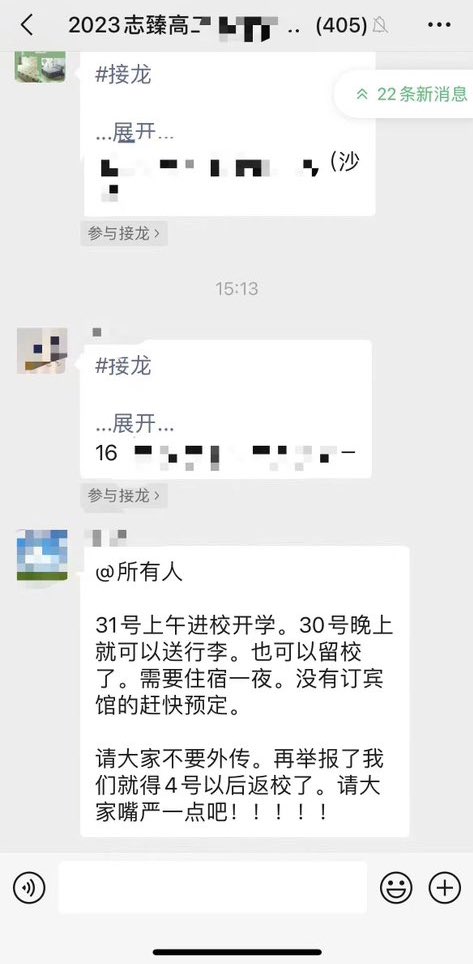 2023志臻高二
.. (405)
#接龙
22条新消息
...展开...
(沙
参与接龙
15:13
#接龙
...展开...
16
参与接龙
@所有人
31号上午进校开学。30号晚上
就可以送行李。也可以留校
了。需要住宿一夜。没有订宾
馆的赶快预定。
请大家不要外传。再举报了我
们就得4号以后返校了。请大
家嘴严一点吧！！！！！